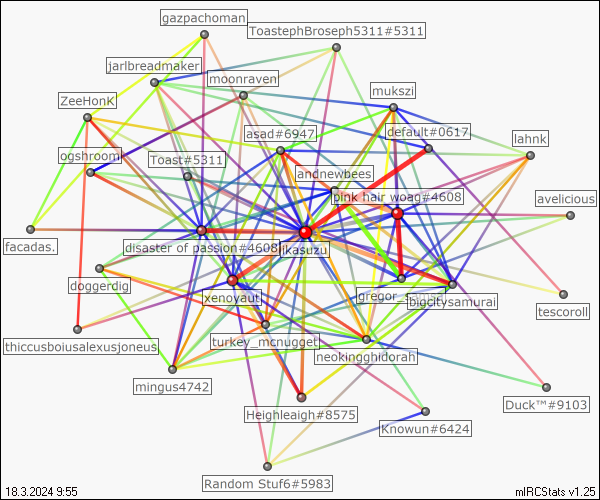 gazpachoman
ToastephBroseph5311#5311
jarlbreadmaker
moonraven
mukszi
ZeeHonK
asad#6947
default#0617
lahnk
ogshroom
Toast#5311
andnewbees
pink hair woag#4608
avelicious
facadas.
disaster of passion#4608
jkasuzu
doggerdig
xenoyaut
gregor_
bigcitysamurai
tescoroll
thiccusboiusalexusjoneus
turkey_mcnugget
neokingghidorah
mingus4742
Heighleaigh#8575
Duck™#9103
Knowun#6424
Random Stuf6#5983
18.3.2024 9:55
mIRCStats v1.25